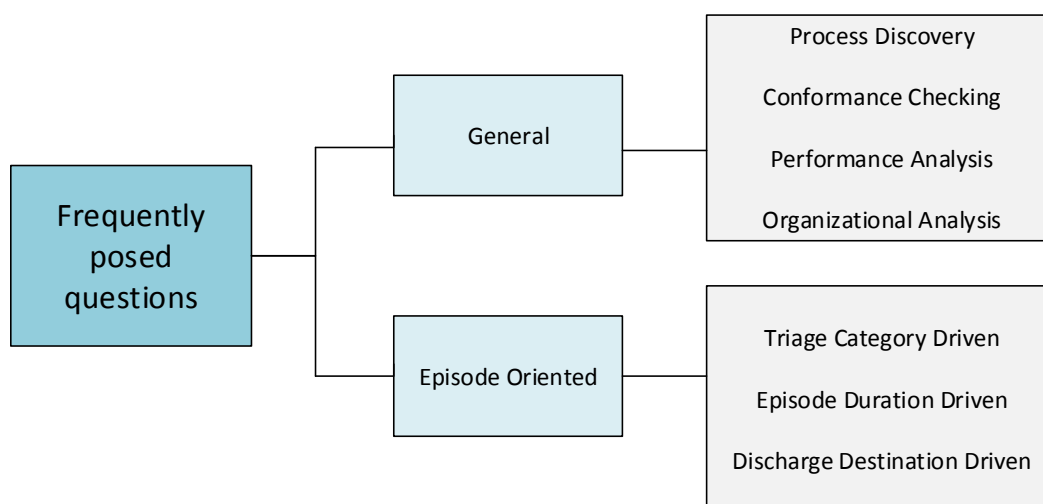 Frequently
posed
questions
General
Process Discovery
Conformance Checking
Performance Analysis
Organizational Analysis
Episode Oriented
Triage Category Driven
Episode Duration Driven
Discharge Destination Driven